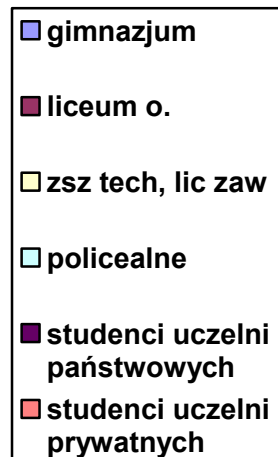 gimnazjum
liceum o.
zsz tech, lic zaw
policealne
studenci uczelni
państwowych
studenci uczelni
prywatnych